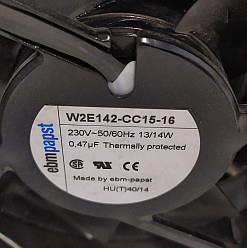 W2E142-CC15-16
230V~50/60Hz 13/14W
0,47µF Thermally protected
Made by ebm-papst
HU(T)40/14
ebmpapst